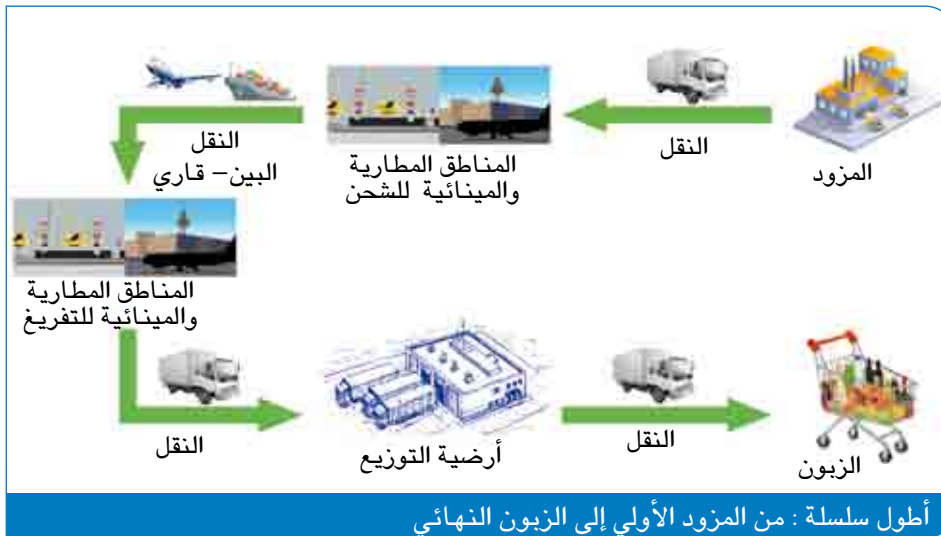 المزود
النقل
المناطق المطارية
والمينائية للشحن
النقل
البين– قاري
المناطق المطارية
والمينائية للتفريغ
النقل
أرضية التوزيع
النقل
الزبون
أطول سلسلة : من المزود الأولي إلى الزبون النهائي